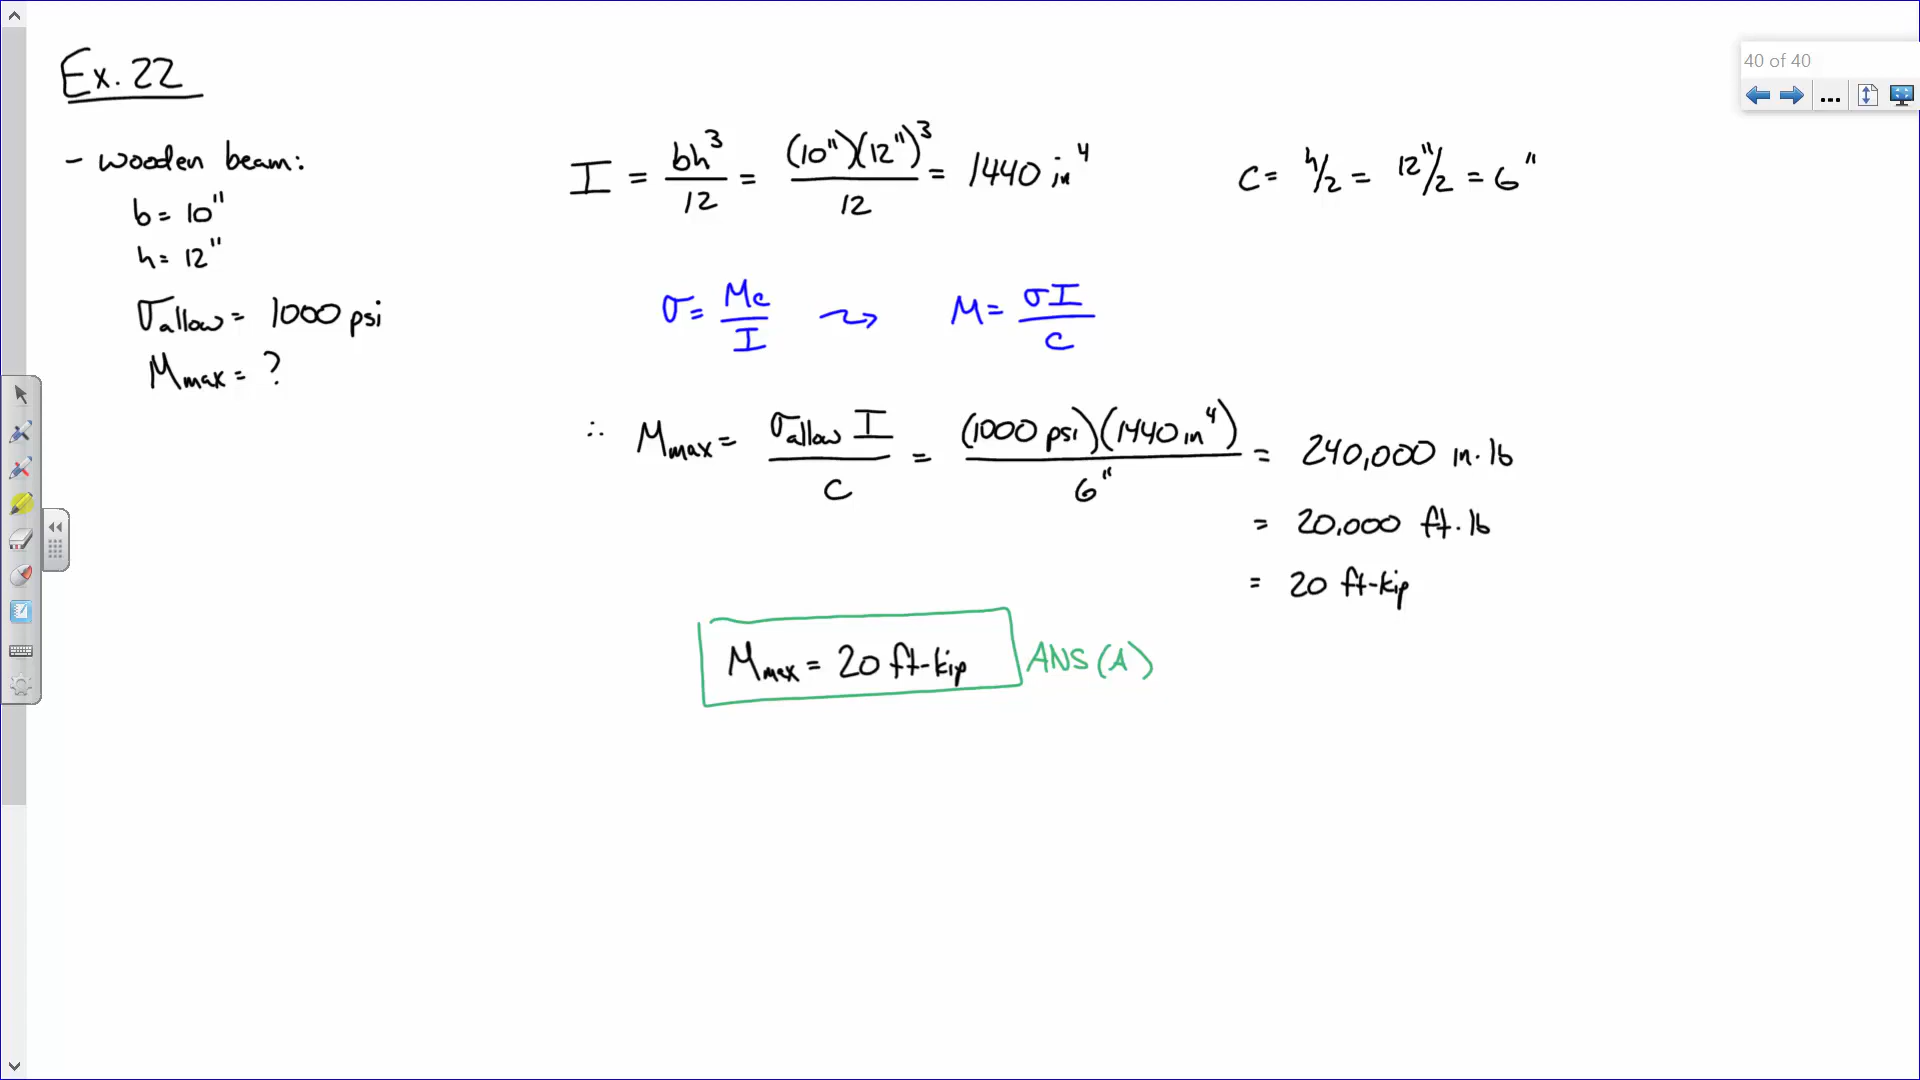 40 of 40
Ex. 22
- wooden beam:
b = 10"
h = 12"
σallow = 1000 psi
Mmax = ?
I = bh³/12 = (10")(12")³/12 = 1440 in⁴
c = h/2 = 12"/2 = 6"
σ = Mc/I ⇝ M = σI/c
∴ Mmax = σallow I/c = (1000 psi)(1440 in⁴)/6" = 240,000 in·lb
= 20,000 ft·lb
= 20 ft-kip
Mmax = 20 ft-kip ANS (A)